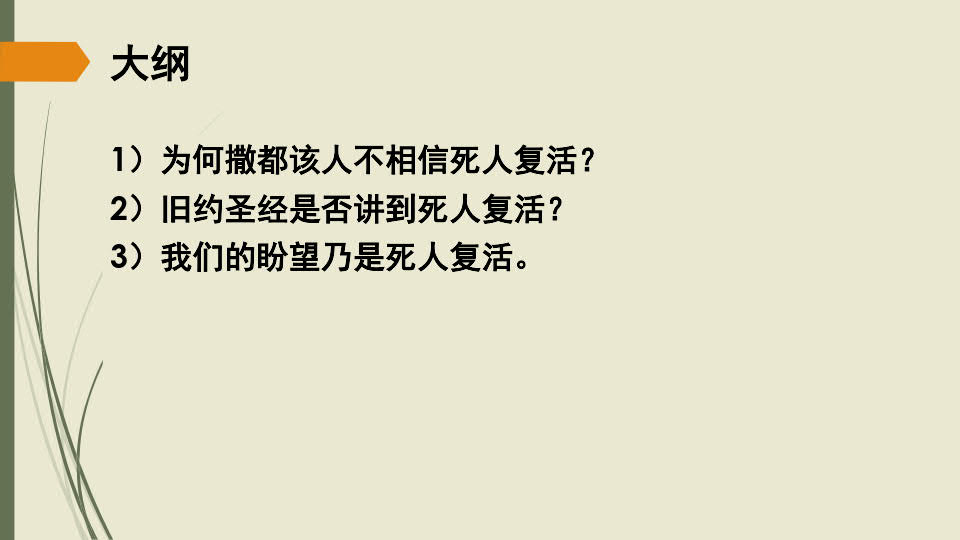 大纲
1）为何撒都该人不相信死人复活？
2）旧约圣经是否讲到死人复活？
3）我们的盼望乃是死人复活。